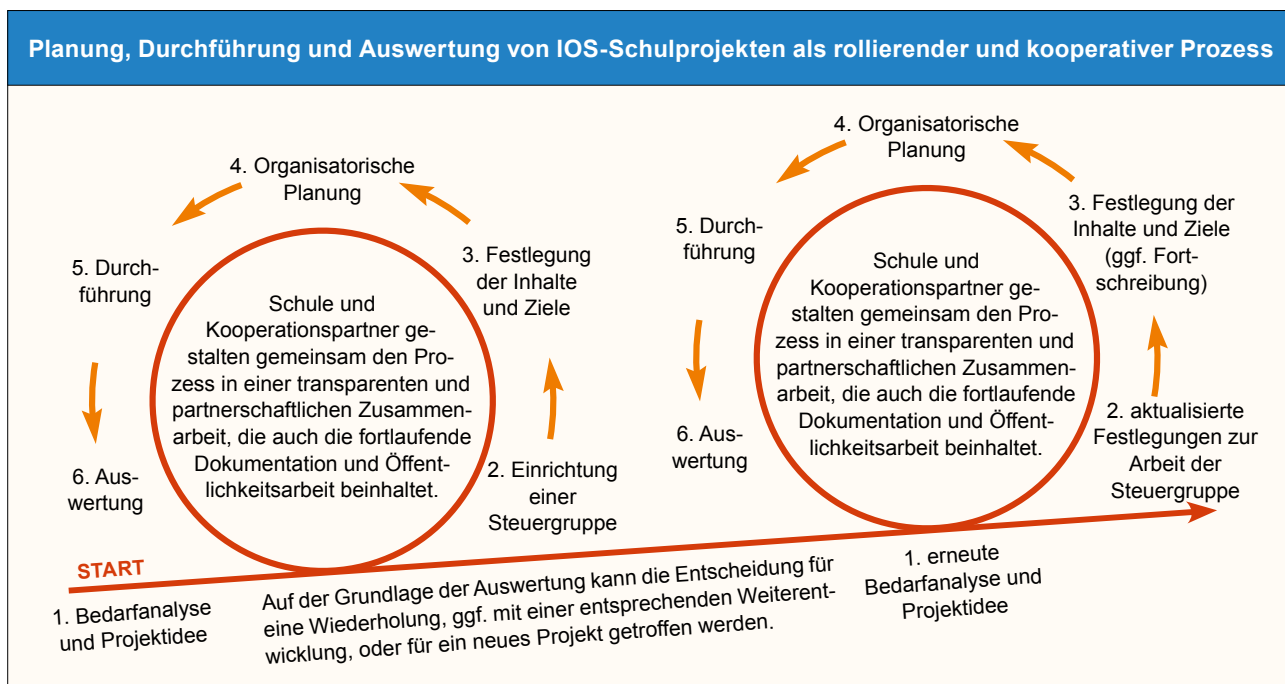 Planung, Durchführung und Auswertung von IOS-Schulprojekten als rollierender und kooperativer Prozess
START
1. Bedarfanalyse
und Projektidee
2. Einrichtung
einer
Steuergruppe
3. Festlegung
der Inhalte
und Ziele
4. Organisatorische
Planung
5. Durch-
führung
6. Aus-
wertung
Schule und
Kooperationspartner ge-
stalten gemeinsam den Pro-
zess in einer transparenten und
partnerschaftlichen Zusammen-
arbeit, die auch die fortlaufende
Dokumentation und Öffent-
lichkeitsarbeit beinhaltet.
Auf der Grundlage der Auswertung kann die Entscheidung für
eine Wiederholung, ggf. mit einer entsprechenden Weiterent-
wicklung, oder für ein neues Projekt getroffen werden.
1. erneute
Bedarfanalyse und
Projektidee
2. aktualisierte
Festlegungen zur
Arbeit der
Steuergruppe
3. Festlegung der
Inhalte und Ziele
(ggf. Fort-
schreibung)
4. Organisatorische
Planung
5. Durch-
führung
6. Aus-
wertung
Schule und
Kooperationspartner ge-
stalten gemeinsam den Pro-
zess in einer transparenten und
partnerschaftlichen Zusammen-
arbeit, die auch die fortlaufende
Dokumentation und Öffent-
lichkeitsarbeit beinhaltet.